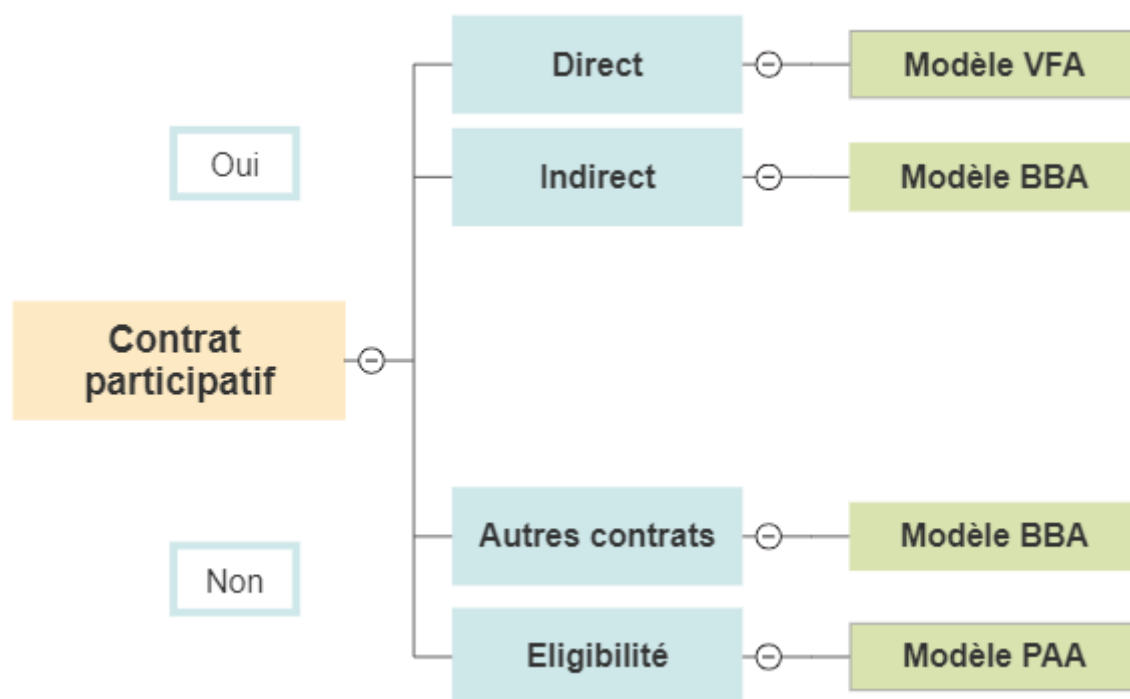 Direct
Modèle VFA
Oui
Indirect
Modèle BBA
Contrat
participatif
Autres contrats
Modèle BBA
Non
Eligibilité
Modèle PAA